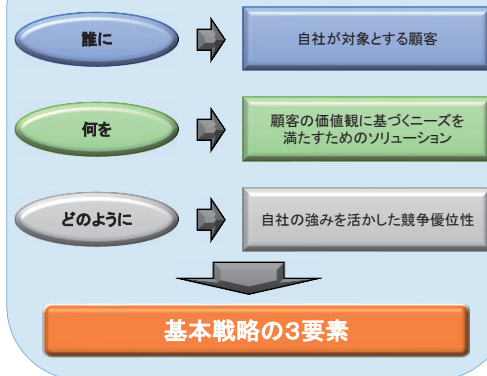 誰に
自社が対象とする顧客
何を
顧客の価値観に基づくニーズを
満たすためのソリューション
どのように
自社の強みを活かした競争優位性
基本戦略の3要素